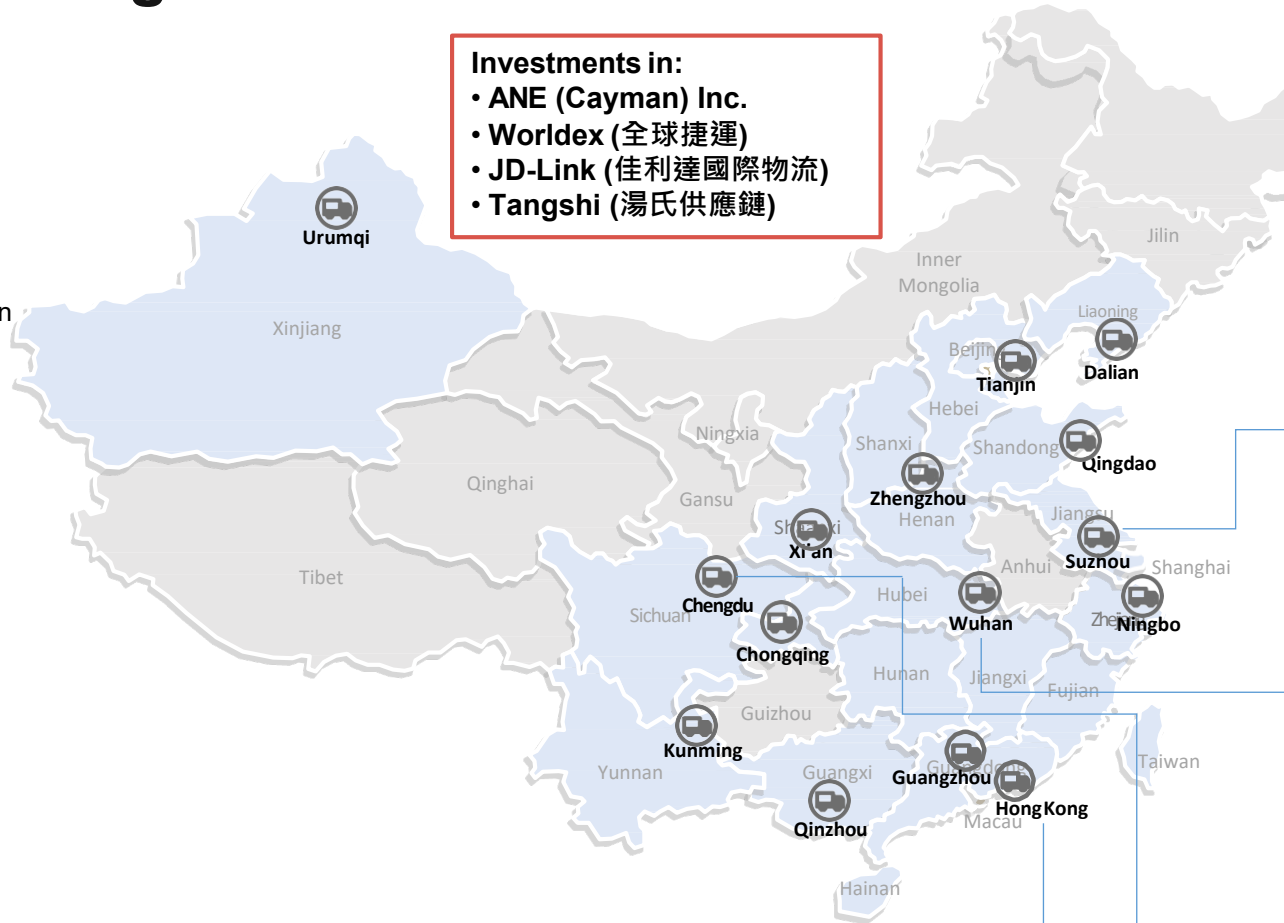 Investments in:
• ANE (Cayman) Inc.
• Worldex (全球捷運)
• JD-Link (佳利達國際物流)
• Tangshi (湯氏供應鏈)
Urumqi
Jilin
Inner
Mongolia
Xinjiang
Liaoning
Beijing
Dalian
Tianjin
Hebei
Ningxia
Shanxi
Shandong
Qingdao
Qinghai
Zhengzhou
Gansu
Henan
Jiangsu
Xi'an
Suznou
Shanghai
Anhui
Tibet
Chengdu
Hubei
Sichuan
Wuhan
Ningbo
Chongqing
Hunan
Jiangxi
Fujian
Guizhou
Kunming
Yunnan
Guangxi
Guangzhou
Taiwan
Hong Kong
Qinzhou
Macau
Hainan